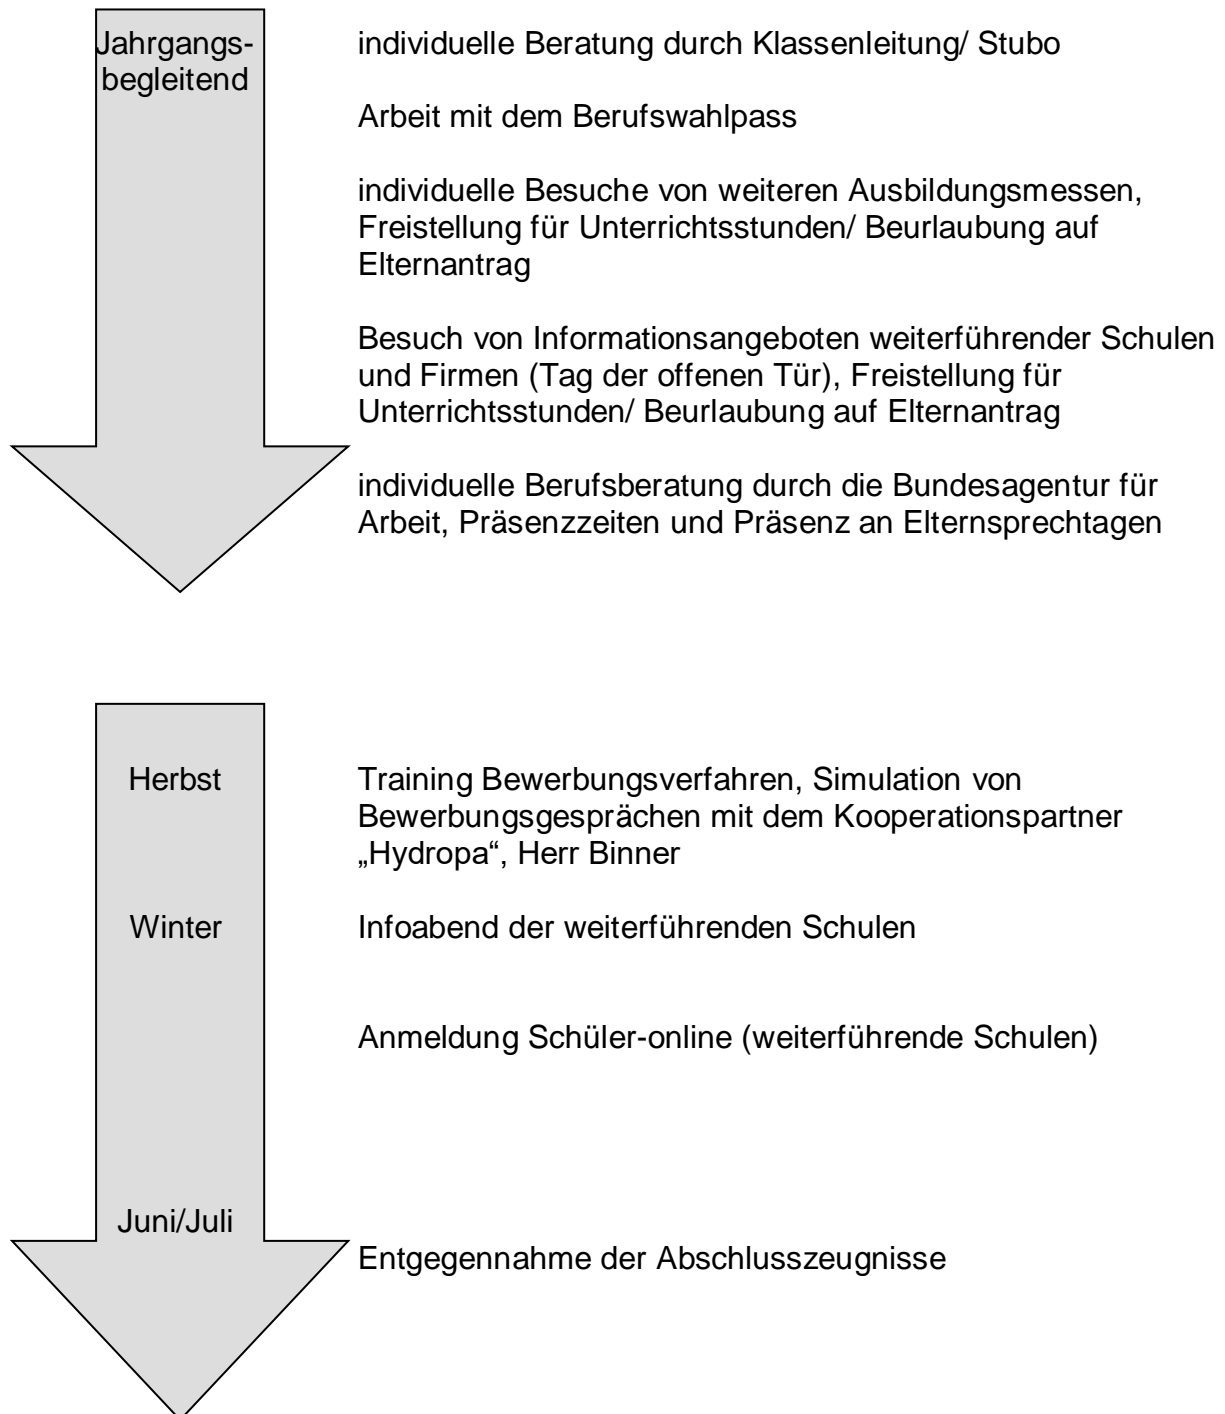 Jahrgangs-
begleitend
individuelle Beratung durch Klassenleitung/ Stubo
Arbeit mit dem Berufswahlpass
individuelle Besuche von weiteren Ausbildungsmessen,
Freistellung für Unterrichtsstunden/ Beurlaubung auf
Elternantrag
Besuch von Informationsangeboten weiterführender Schulen
und Firmen (Tag der offenen Tür), Freistellung für
Unterrichtsstunden/ Beurlaubung auf Elternantrag
individuelle Berufsberatung durch die Bundesagentur für
Arbeit, Präsenzzeiten und Präsenz an Elternsprechtagen
Herbst
Training Bewerbungsverfahren, Simulation von
Bewerbungsgesprächen mit dem Kooperationspartner
„Hydropa“, Herr Binner
Winter
Infoabend der weiterführenden Schulen
Anmeldung Schüler-online (weiterführende Schulen)
Juni/Juli
Entgegennahme der Abschlusszeugnisse